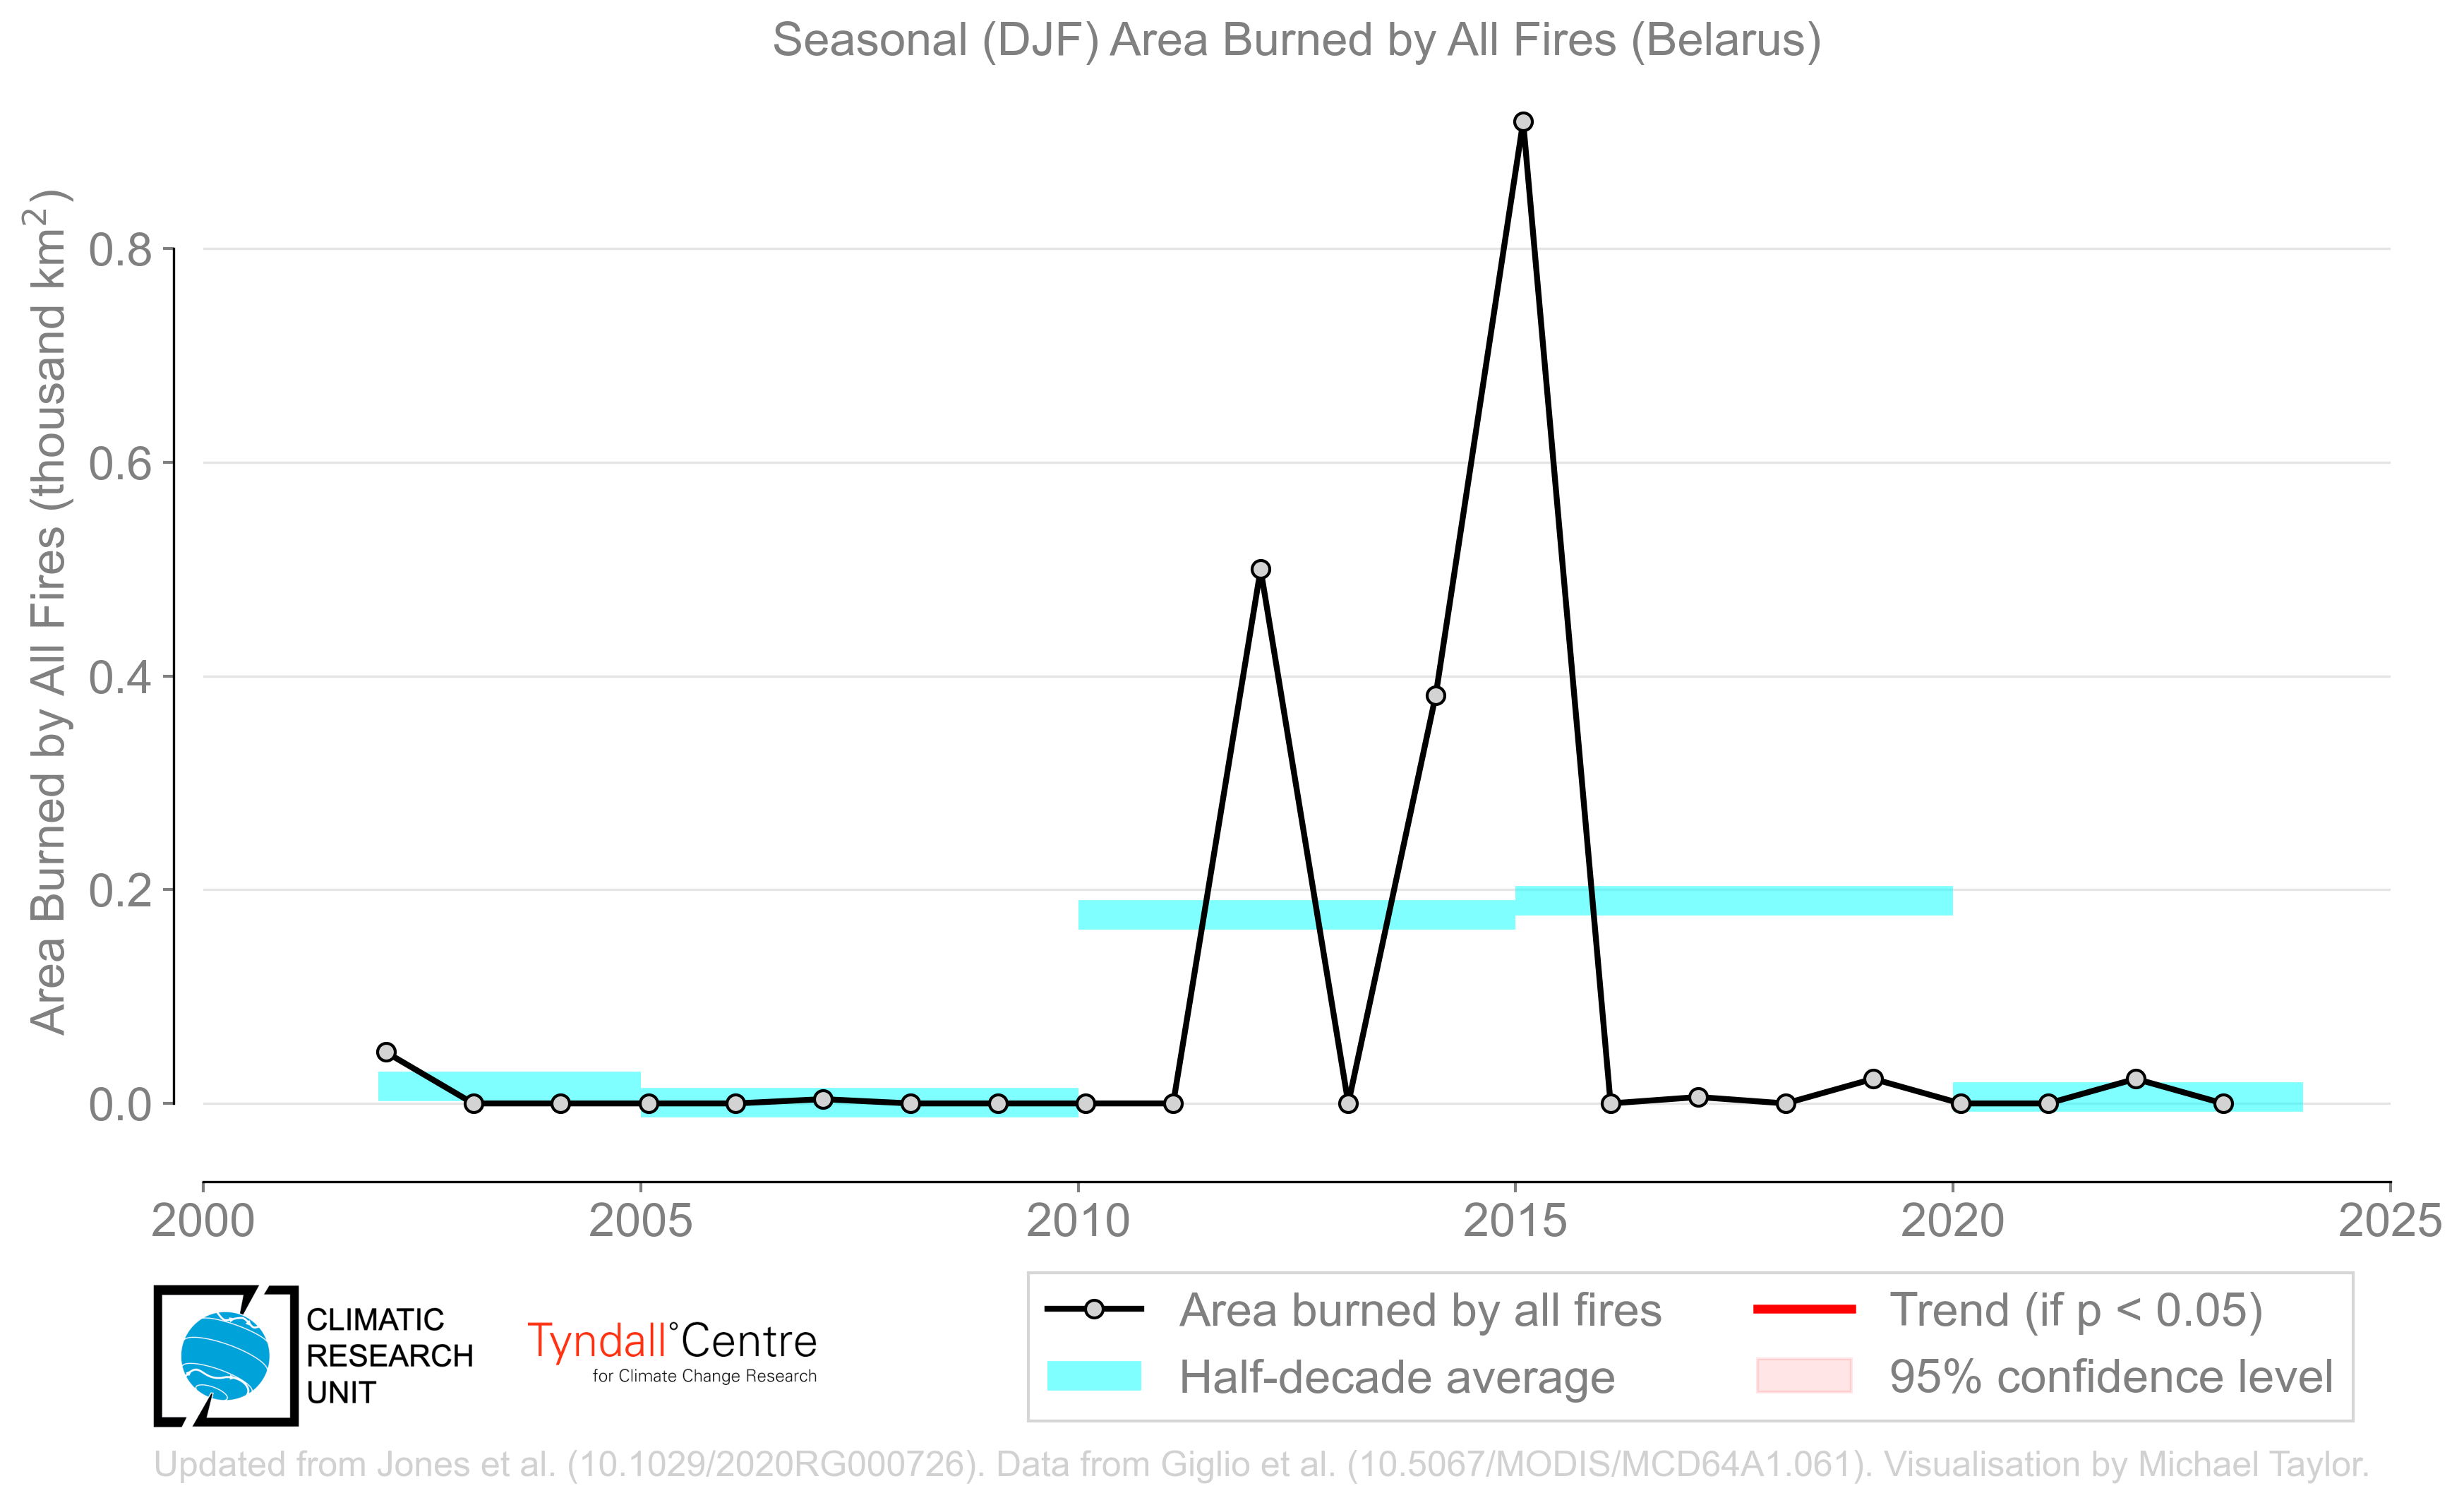 Seasonal (DJF) Area Burned by All Fires (Belarus)
Area Burned by All Fires (thousand km²)
0.8
0.6
0.4
0.2
0.0
2000 2005 2010 2015 2020 2025
CLIMATIC
RESEARCH
UNIT
Tyndall°Centre
for Climate Change Research
Area burned by all fires
Half-decade average
Trend (if p < 0.05)
95% confidence level
Updated from Jones et al. (10.1029/2020RG000726). Data from Giglio et al. (10.5067/MODIS/MCD64A1.061). Visualisation by Michael Taylor.